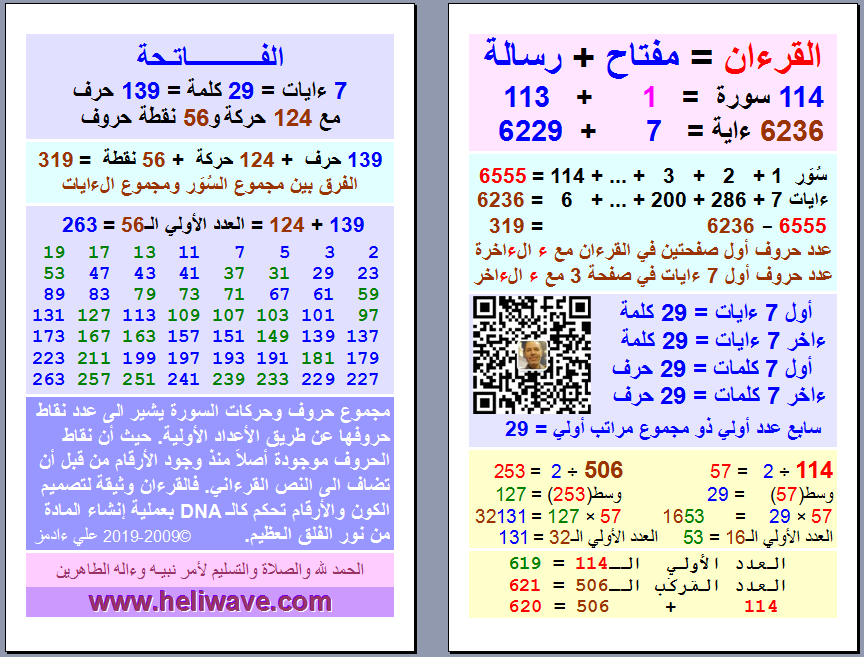 القرءان = مفتاح + رسالة
114 سورة = 1 + 113
6236 ءاية = 7 + 6229
سُوَر 1 + 2 + 3 + ... + 114 = 6555
ءايات 7 + 286 + 200 + ... + 6 = 6236
6555 – 6236 = 319
عدد حروف أول صفحتين في القرءان مع ء الءاخرة
عدد حروف أول 7 ءايات في صفحة 3 مع ء الءاخر
أول 7 ءايات = 29 كلمة
ءاخر 7 ءايات = 29 كلمة
أول 7 كلمات = 29 حرف
ءاخر 7 كلمات = 29 حرف
سابع عدد أولي ذو مجموع مراتب أولي = 29
114 ÷ 2 = 57 506 ÷ 2 = 253
وسط(57) = 29 وسط(253) = 127
57 × 29 = 1653 57 × 127 = 32131
العدد الأولي الـ16 = 53 العدد الأولي الـ32 = 131
العدد الأولي الـ114 = 619
العدد المركب الـ506 = 621
114 + 506 = 620
الفـــاتـحة
7 ءايات = 29 كلمة = 139 حرف
مع 124 حركة و56 نقطة حروف
139 حرف + 124 حركة + 56 نقطة = 319
الفرق بين مجموع السُوَر ومجموع الءايات
139 + 124 = العدد الأولي الـ56 = 263
2 3 5 7 11 13 17 19
23 29 31 37 41 43 47 53
59 61 67 71 73 79 83 89
97 101 103 107 109 113 127 131
137 139 149 151 157 163 167 173
179 181 191 193 197 199 211 223
227 229 233 239 241 251 257 263
مجموع حروف وحركات السورة يشير الى عدد نقاط
حروفها عن طريق الأعداد الأولية. حيث أن نقاط
الحروف موجودة أصلاً منذ وجود الأرقام من قبل أن
تضاف الى النص القرءاني. فالقرءان وثيقة لتصميم
الكون والأرقام تحكم كالـ DNA بعملية إنشاء المادة
من نور الفلق العظيم. ©2009-2019 علي ءادمز
الحمد لله والصلاة والتسليم لأمر نبيـه وءاله الطاهرين
www.heliwave.com